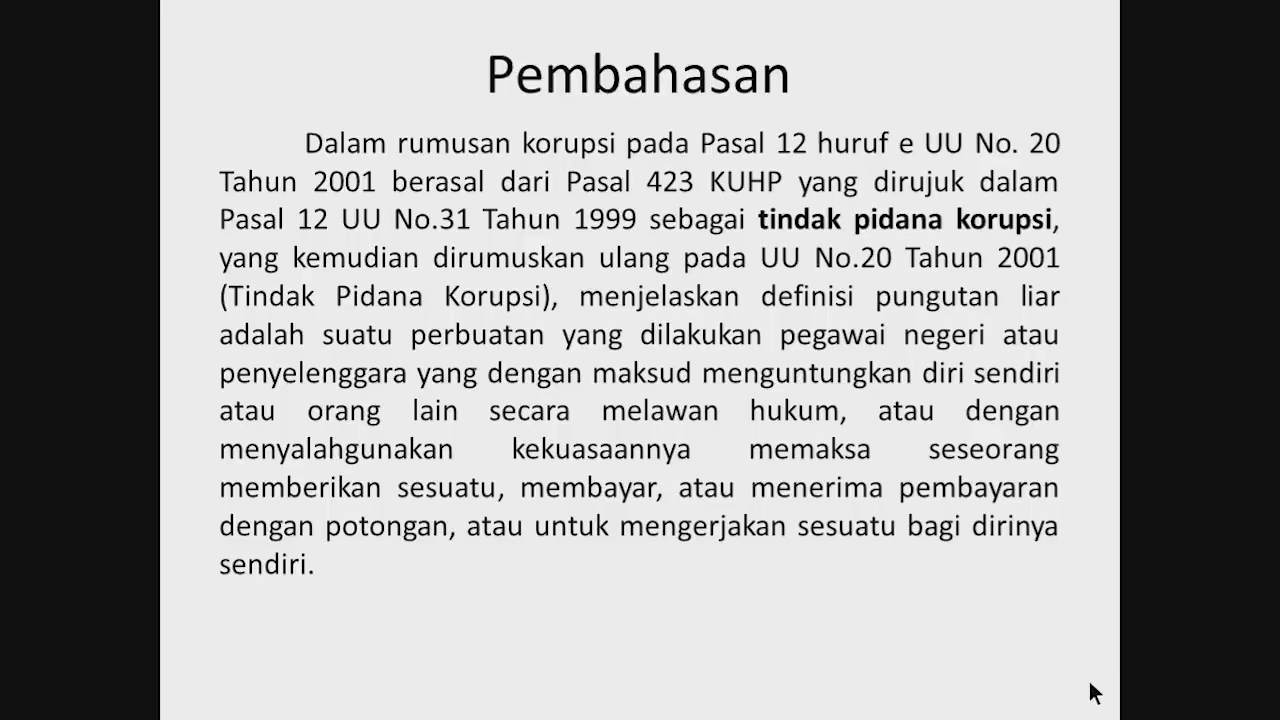 Pembahasan
Dalam rumusan korupsi pada Pasal 12 huruf e UU No. 20
Tahun 2001 berasal dari Pasal 423 KUHP yang dirujuk dalam
Pasal 12 UU No.31 Tahun 1999 sebagai tindak pidana korupsi,
yang kemudian dirumuskan ulang pada UU No.20 Tahun 2001
(Tindak Pidana Korupsi), menjelaskan definisi pungutan liar
adalah suatu perbuatan yang dilakukan pegawai negeri atau
penyelenggara yang dengan maksud menguntungkan diri sendiri
atau orang lain secara melawan hukum, atau dengan
menyalahgunakan kekuasaannya memaksa seseorang
memberikan sesuatu, membayar, atau menerima pembayaran
dengan potongan, atau untuk mengerjakan sesuatu bagi dirinya
sendiri.